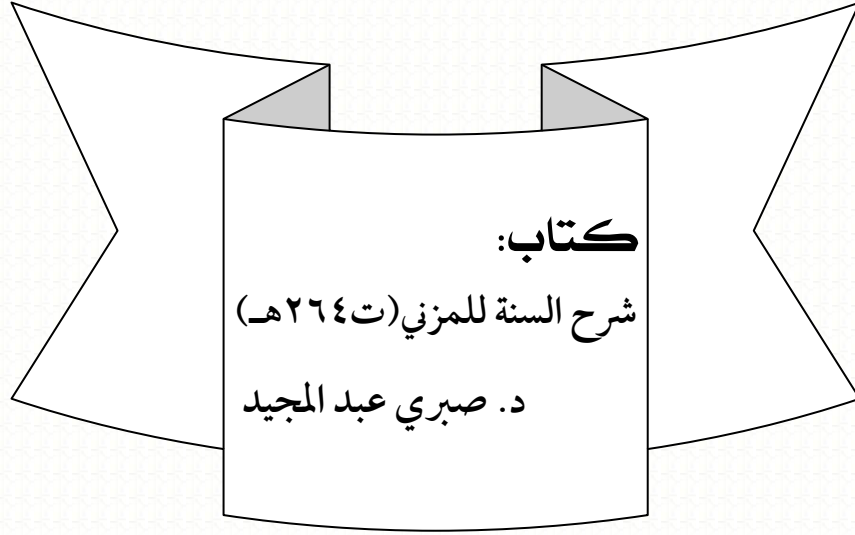 كتاب:
شرح السنة للمزني(ت٢٦٤هـ)
د. صبري عبد المجيد